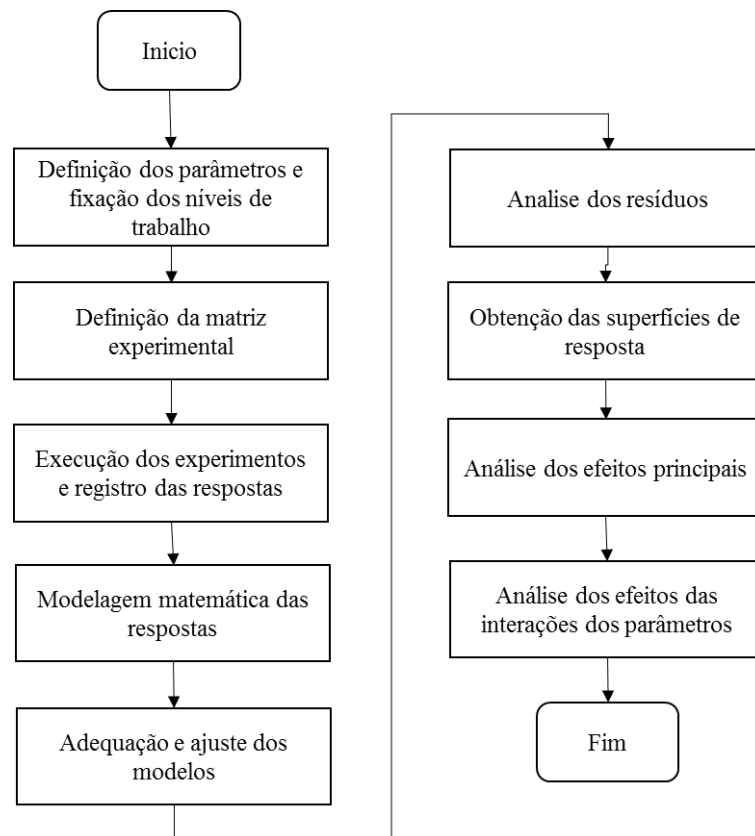 Inicio
Definição dos parâmetros e
fixação dos níveis de
trabalho
Definição da matriz
experimental
Execução dos experimentos
e registro das respostas
Modelagem matemática das
respostas
Adequação e ajuste dos
modelos
Analise dos resíduos
Obtenção das superfícies de
resposta
Análise dos efeitos principais
Análise dos efeitos das
interações dos parâmetros
Fim